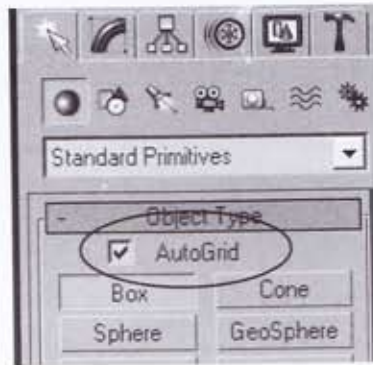 Standard Primitives
- Object Type
AutoGrid
Box Cone
Sphere GeoSphere